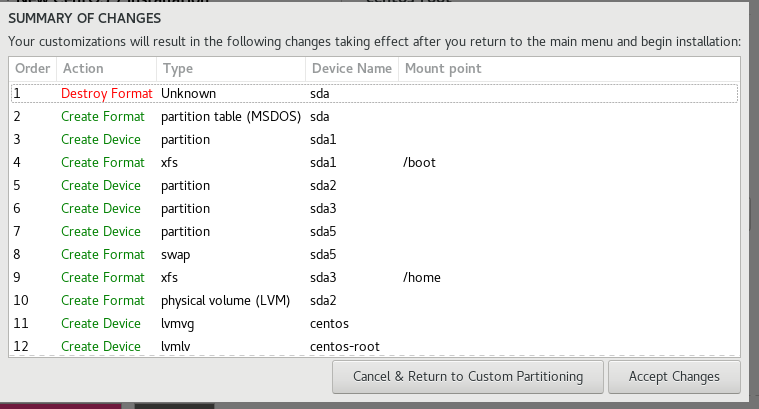 SUMMARY OF CHANGES
Your customizations will result in the following changes taking effect after you return to the main menu and begin installation:
Order Action Type Device Name Mount point
1 Destroy Format Unknown sda
2 Create Format partition table (MSDOS) sda
3 Create Device partition sda1
4 Create Format xfs sda1 /boot
5 Create Device partition sda2
6 Create Device partition sda3
7 Create Device partition sda5
8 Create Format swap sda5
9 Create Format xfs sda3 /home
10 Create Format physical volume (LVM) sda2
11 Create Device lvmvg centos
12 Create Device lvmlv centos-root
Cancel & Return to Custom Partitioning Accept Changes